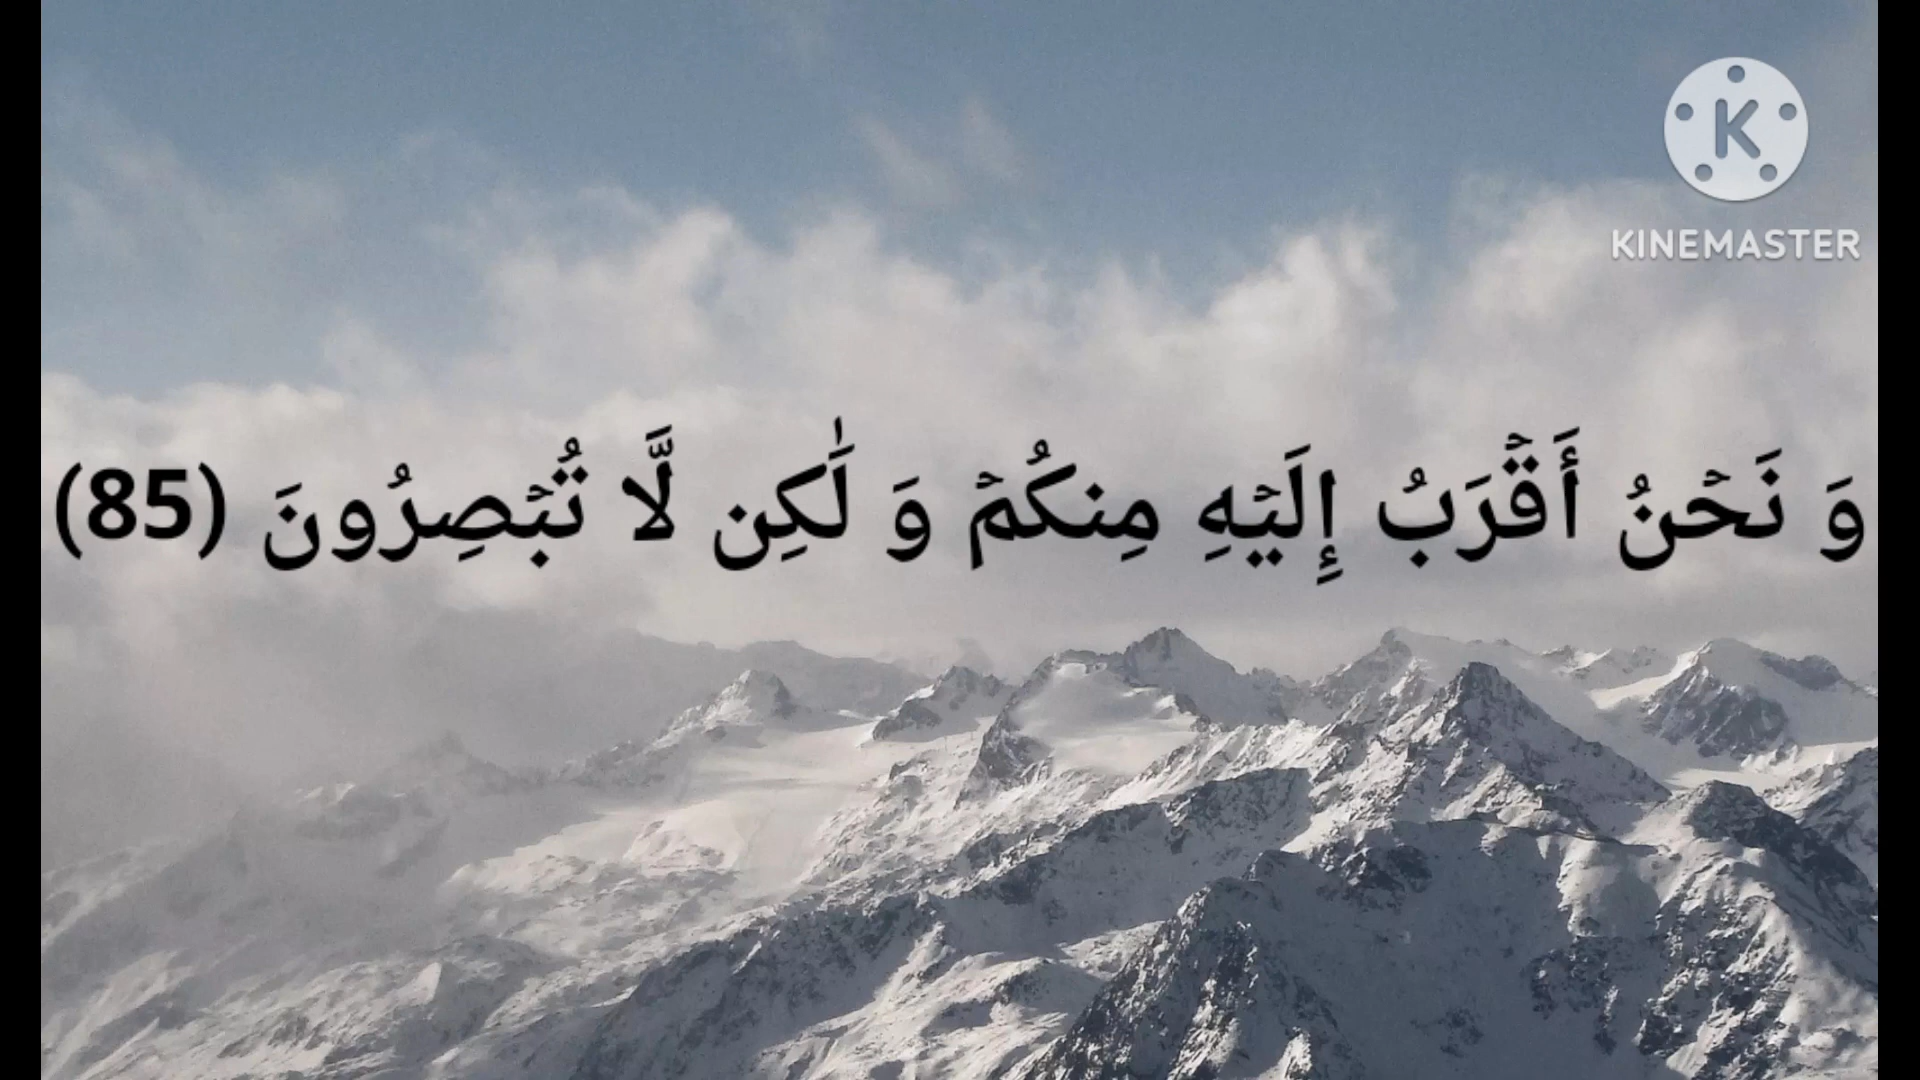 K
KINEMASTER
وَ نَحۡنُ أَقۡرَبُ إِلَيۡهِ مِنكُمۡ وَ لَٰكِن لَّا تُبۡصِرُونَ (85)